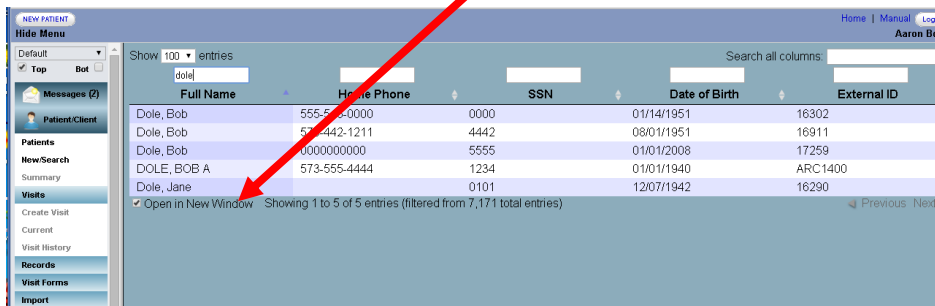 NEW PATIENT Home | Manual
Hide Menu Aaron
Default
Top Bot
Messages (2)
Patient/Client
Patients
New/Search
Summary
Visits
Create Visit
Current
Visit History
Records
Visit Forms
Import
Show 100 entries Search all columns:
dole
Full Name Home Phone SSN Date of Birth External ID
Dole, Bob 0000 01/14/1951 16302
Dole, Bob 4442 08/01/1951 16911
Dole, Bob 0000000000 5555 01/01/2008 17259
DOLE, BOB A 573-555-4444 1234 01/01/1940 ARC1400
Dole, Jane 0101 12/07/1942 16290
Open in New Window Showing 1 to 5 of 5 entries (filtered from 7,171 total entries) Previous Next